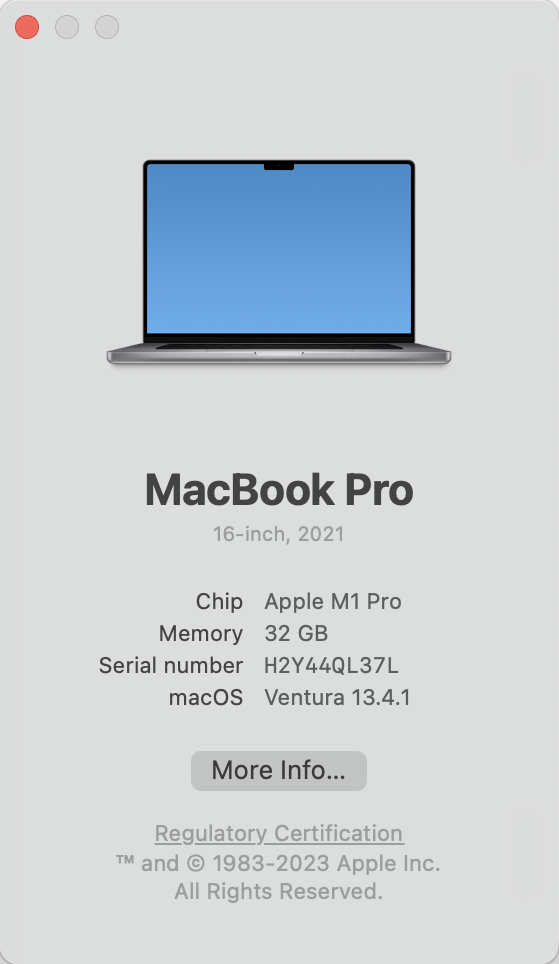 MacBook Pro
16-inch, 2021
Chip Apple M1 Pro
Memory 32 GB
Serial number H2Y44QL37L
macOS Ventura 13.4.1
More Info...
Regulatory Certification
™ and © 1983-2023 Apple Inc.
All Rights Reserved.